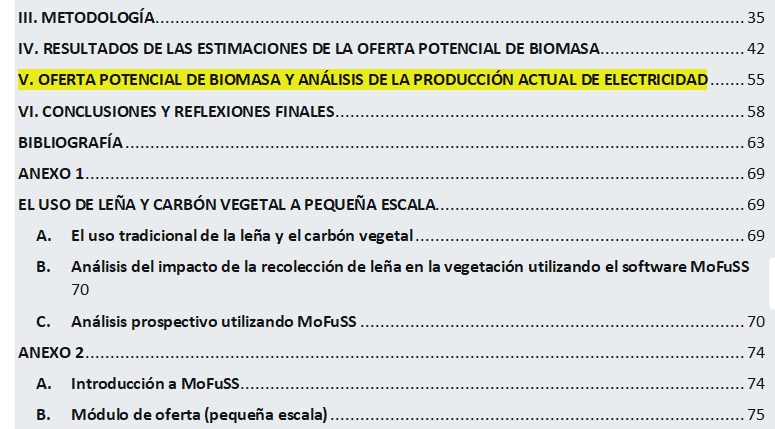 III. METODOLOGÍA 35
IV. RESULTADOS DE LAS ESTIMACIONES DE LA OFERTA POTENCIAL DE BIOMASA 42
V. OFERTA POTENCIAL DE BIOMASA Y ANÁLISIS DE LA PRODUCCIÓN ACTUAL DE ELECTRICIDAD 55
VI. CONCLUSIONES Y REFLEXIONES FINALES 58
BIBLIOGRAFÍA 63
ANEXO 1 69
EL USO DE LEÑA Y CARBÓN VEGETAL A PEQUEÑA ESCALA 69
A. El uso tradicional de la leña y el carbón vegetal 69
B. Análisis del impacto de la recolección de leña en la vegetación utilizando el software MoFuSS
70
C. Análisis prospectivo utilizando MoFuSS 70
ANEXO 2 74
A. Introducción a MoFuSS 74
B. Módulo de oferta (pequeña escala) 75